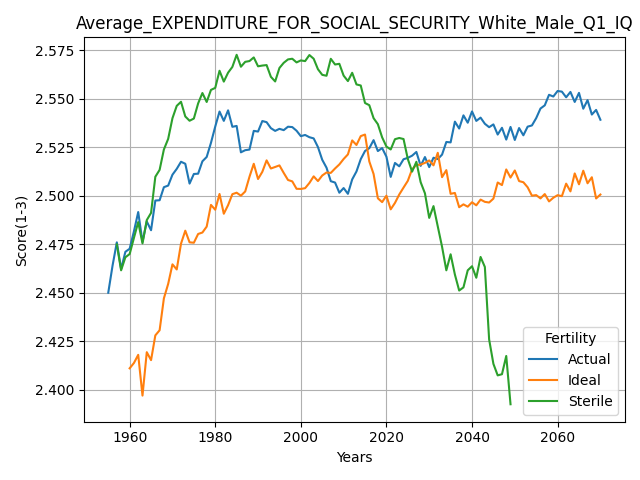 Average_EXPENDITURE_FOR_SOCIAL_SECURITY_White_Male_Q1_IQ
Score(1-3)
2.575
2.550
2.525
2.500
2.475
2.450
2.425
2.400
Fertility
Actual
Ideal
Sterile
1960
1980
2000
2020
2040
2060
Years